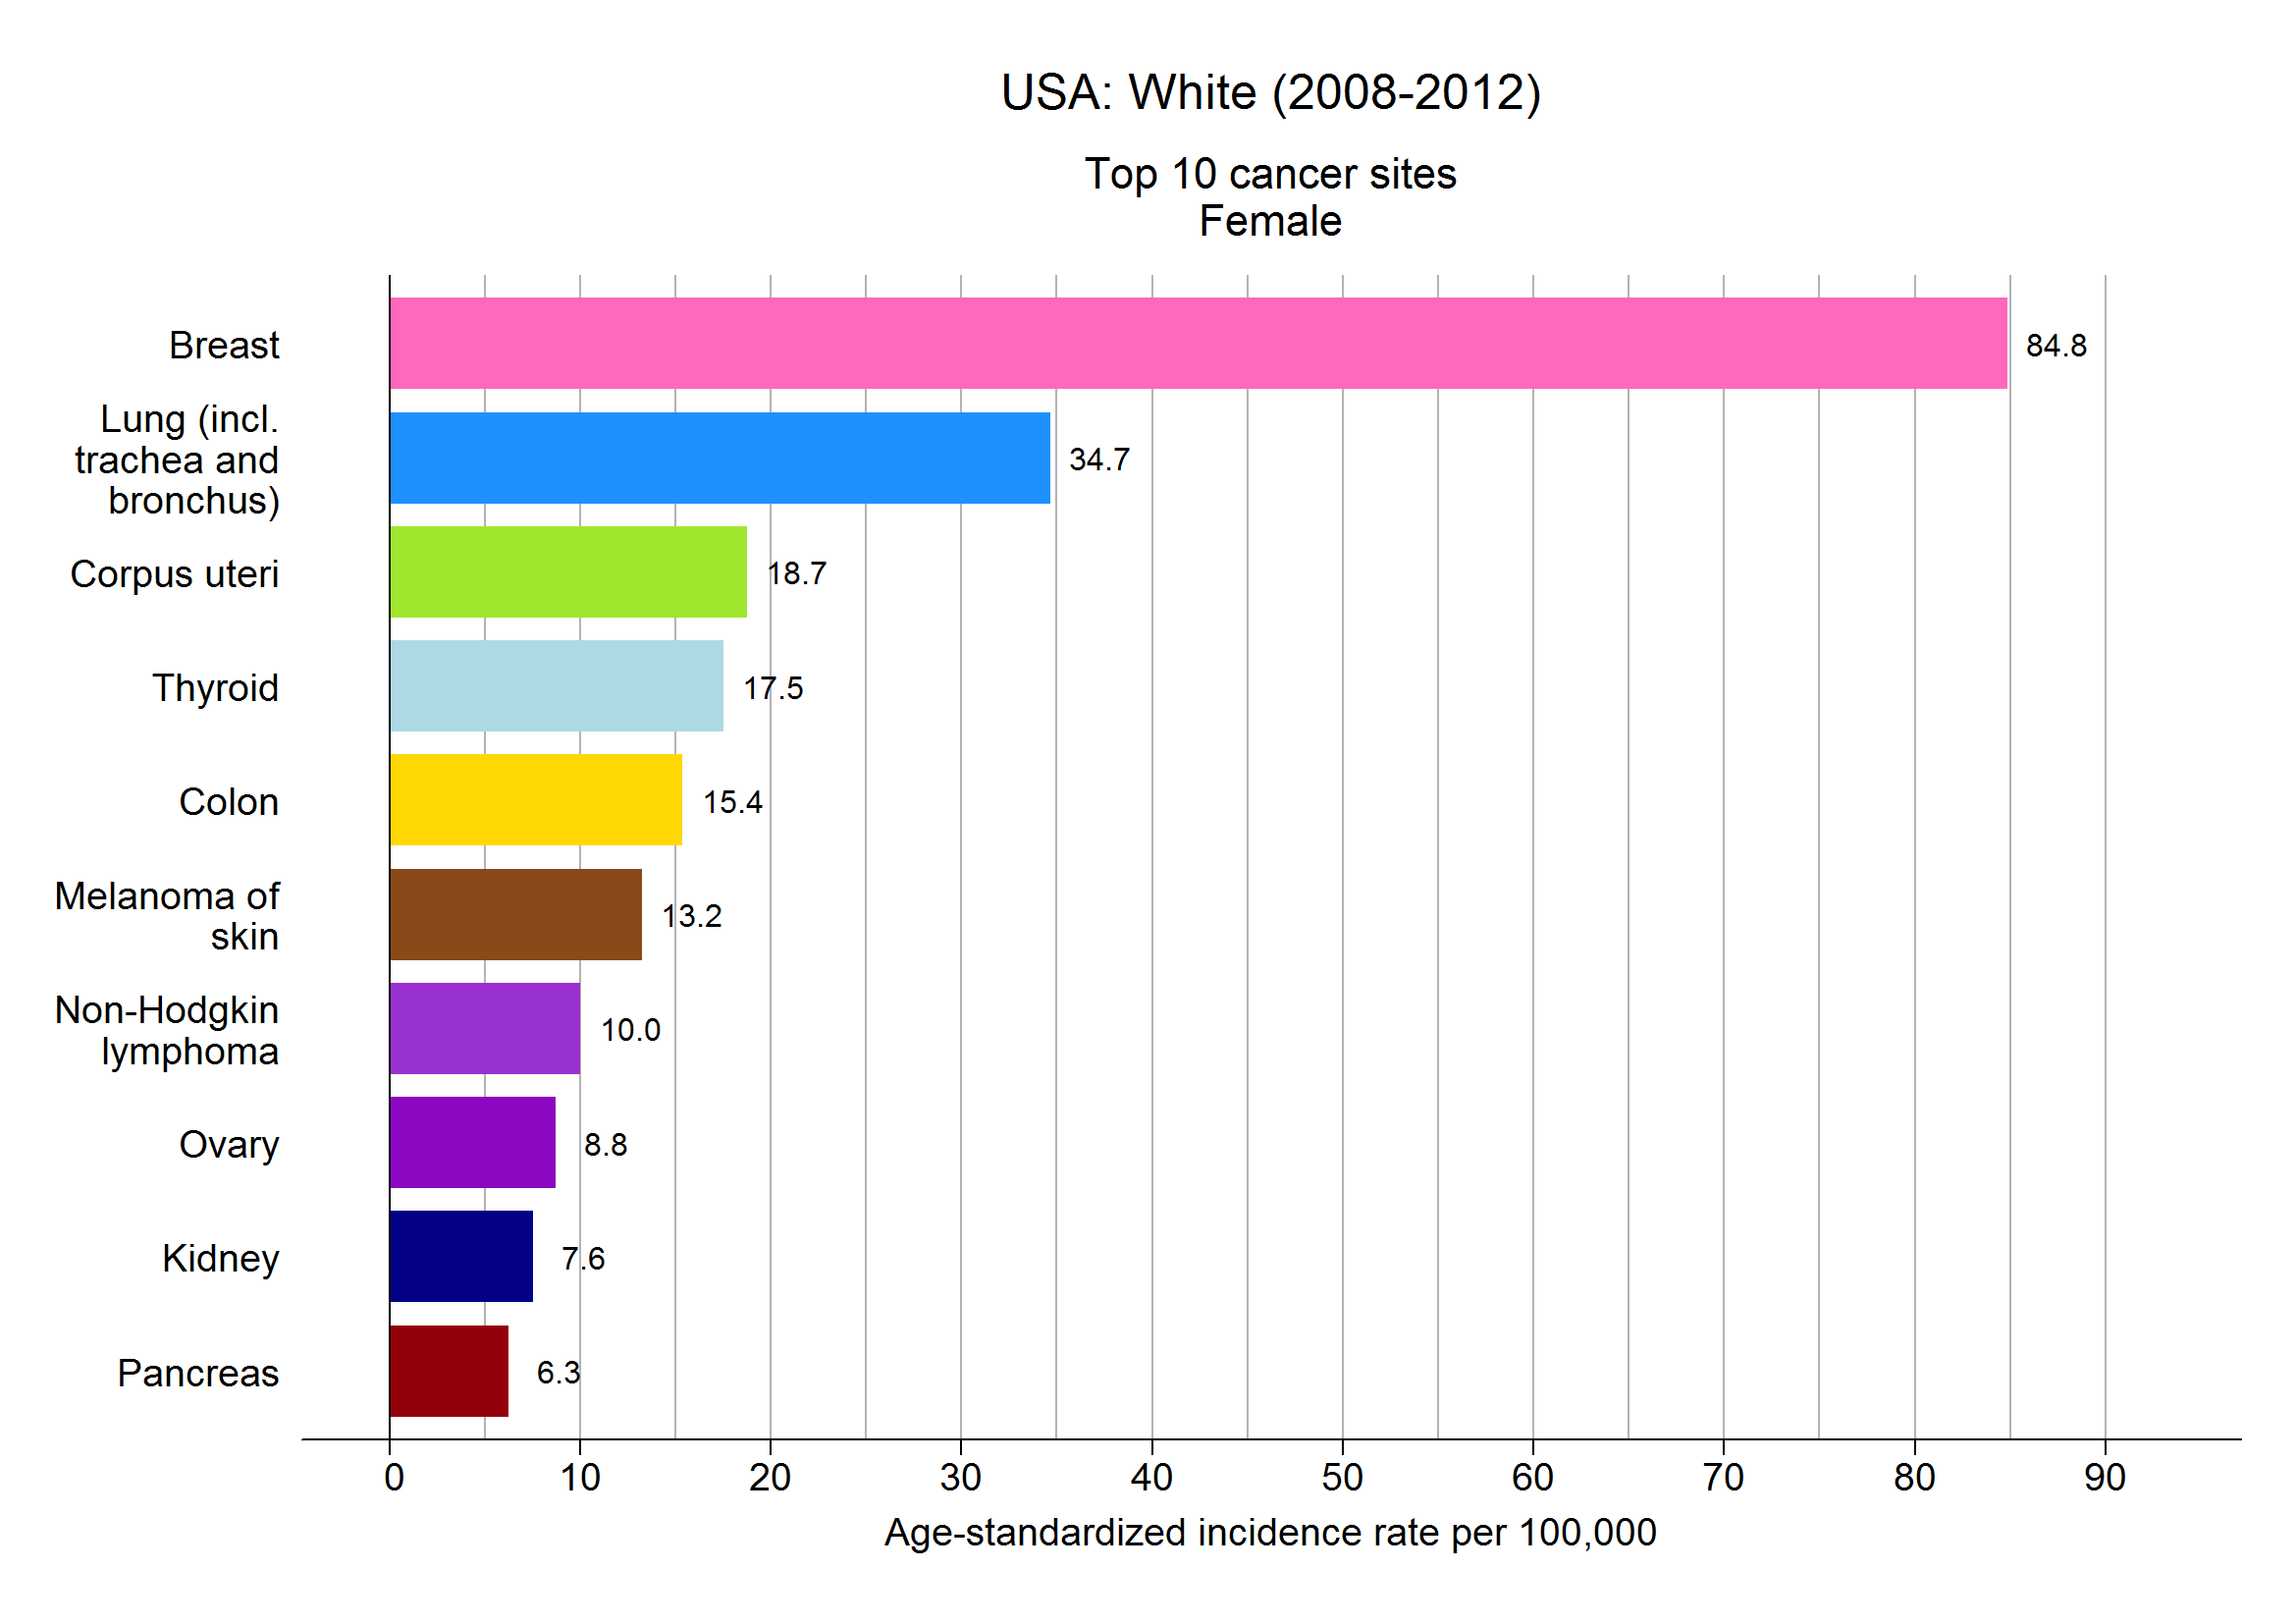 USA: White (2008-2012)
Top 10 cancer sites
Female
Breast
84.8
Lung (incl.
trachea and
bronchus)
34.7
Corpus uteri
18.7
Thyroid
17.5
Colon
15.4
Melanoma of
skin
13.2
Non-Hodgkin
lymphoma
10.0
Ovary
8.8
Kidney
7.6
Pancreas
6.3
0 10 20 30 40 50 60 70 80 90
Age-standardized incidence rate per 100,000